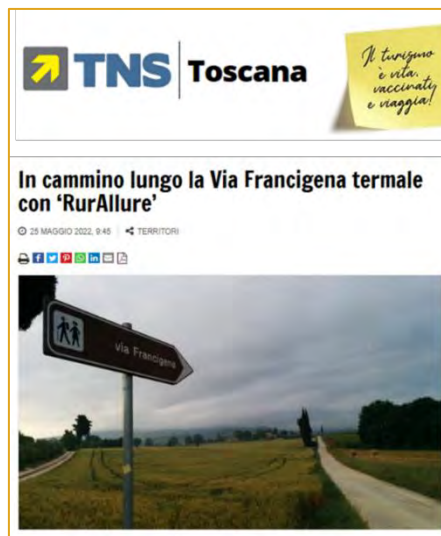 TNS Toscana
Il turismo
è vita.
vaccinati
e viaggia!
In cammino lungo la Via Francigena termale
con ‘RurAllure’
25 MAGGIO 2022, 9:45 TERRITORI
via Francigena